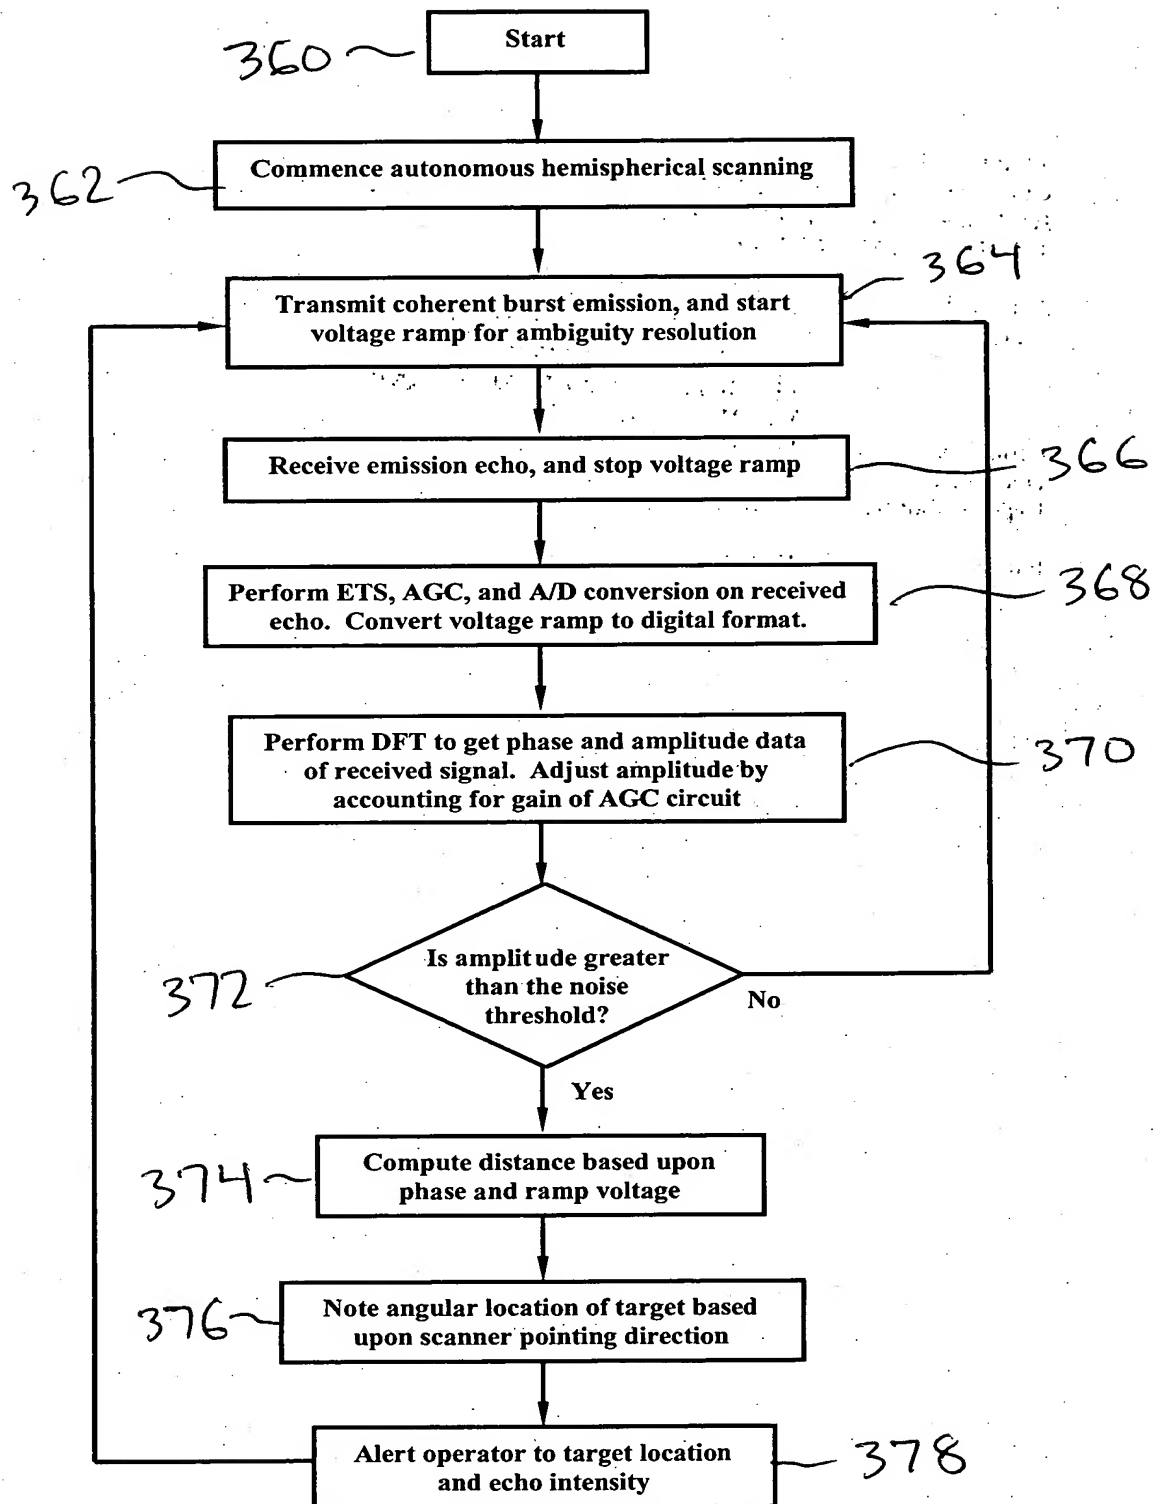 Start
360
Commence autonomous hemispherical scanning
362
364
Transmit coherent burst emission, and start
voltage ramp for ambiguity resolution
Receive emission echo, and stop voltage ramp
366
Perform ETS, AGC, and A/D conversion on received
echo. Convert voltage ramp to digital format.
368
Perform DFT to get phase and amplitude data
of received signal. Adjust amplitude by
accounting for gain of AGC circuit
370
Is amplitude greater
than the noise
threshold?
372
No
Yes
Compute distance based upon
phase and ramp voltage
374
Note angular location of target based
upon scanner pointing direction
376
Alert operator to target location
and echo intensity
378